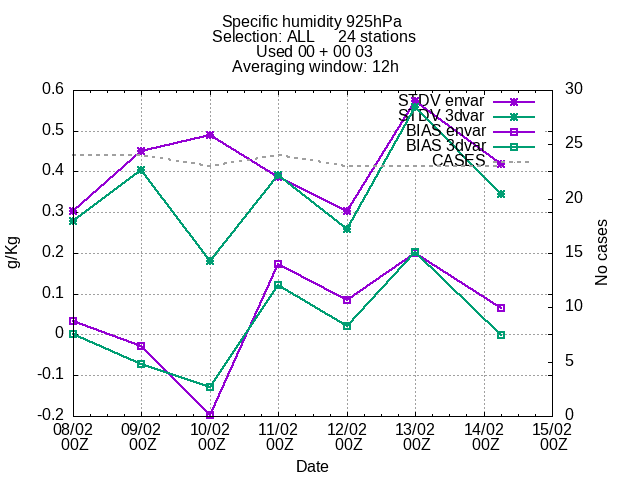 Specific humidity 925hPa
Selection: ALL      24 stations
Used 00 + 00 03
Averaging window: 12h
0.6
0.5
0.4
0.3
0.2
0.1
0
-0.1
-0.2
30
25
20
15
10
5
0
STDV envar
STDV 3dvar
BIAS envar
BIAS 3dvar
CASES
g/Kg
No cases
08/02 09/02 10/02 11/02 12/02 13/02 14/02 15/02
00Z 00Z 00Z 00Z 00Z 00Z 00Z 00Z
Date